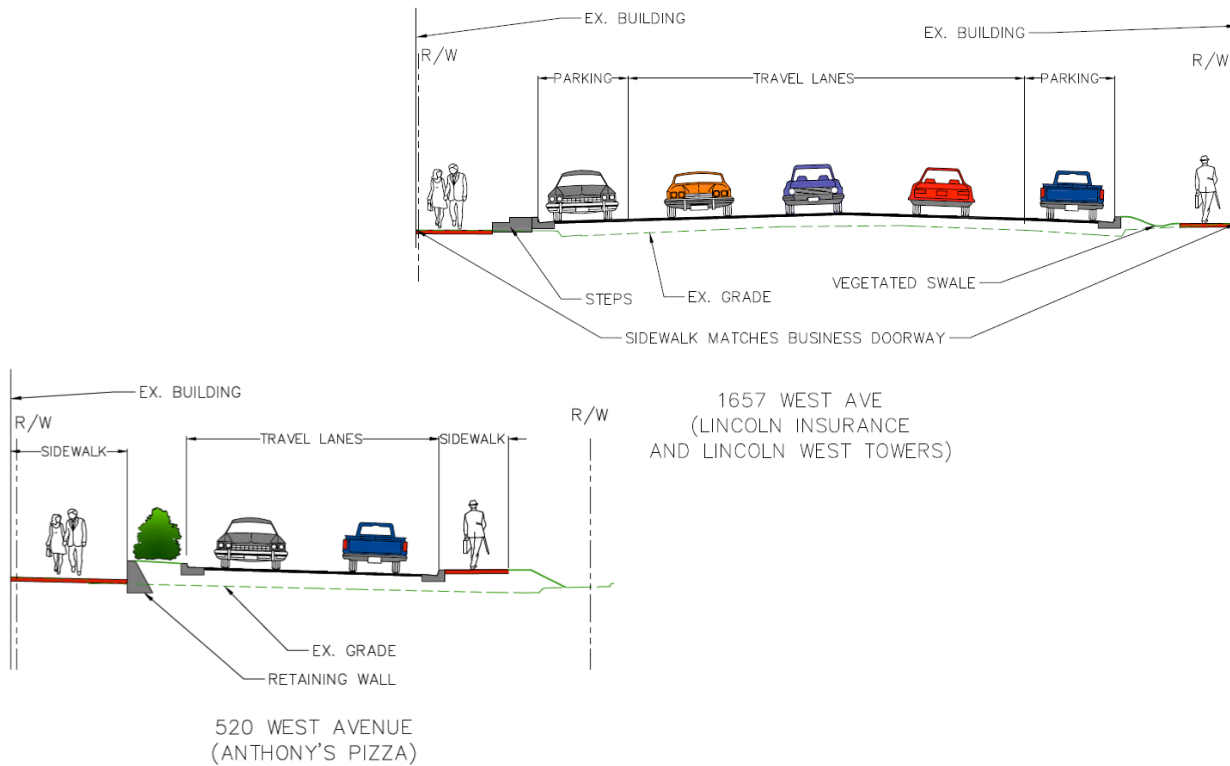 EX. BUILDING
EX. BUILDING
R/W
R/W
PARKING
TRAVEL LANES
PARKING
VEGETATED SWALE
STEPS
EX. GRADE
SIDEWALK MATCHES BUSINESS DOORWAY
1657 WEST AVE
(LINCOLN INSURANCE
AND LINCOLN WEST TOWERS)
EX. BUILDING
R/W
R/W
SIDEWALK
TRAVEL LANES
SIDEWALK
EX. GRADE
RETAINING WALL
520 WEST AVENUE
(ANTHONY'S PIZZA)